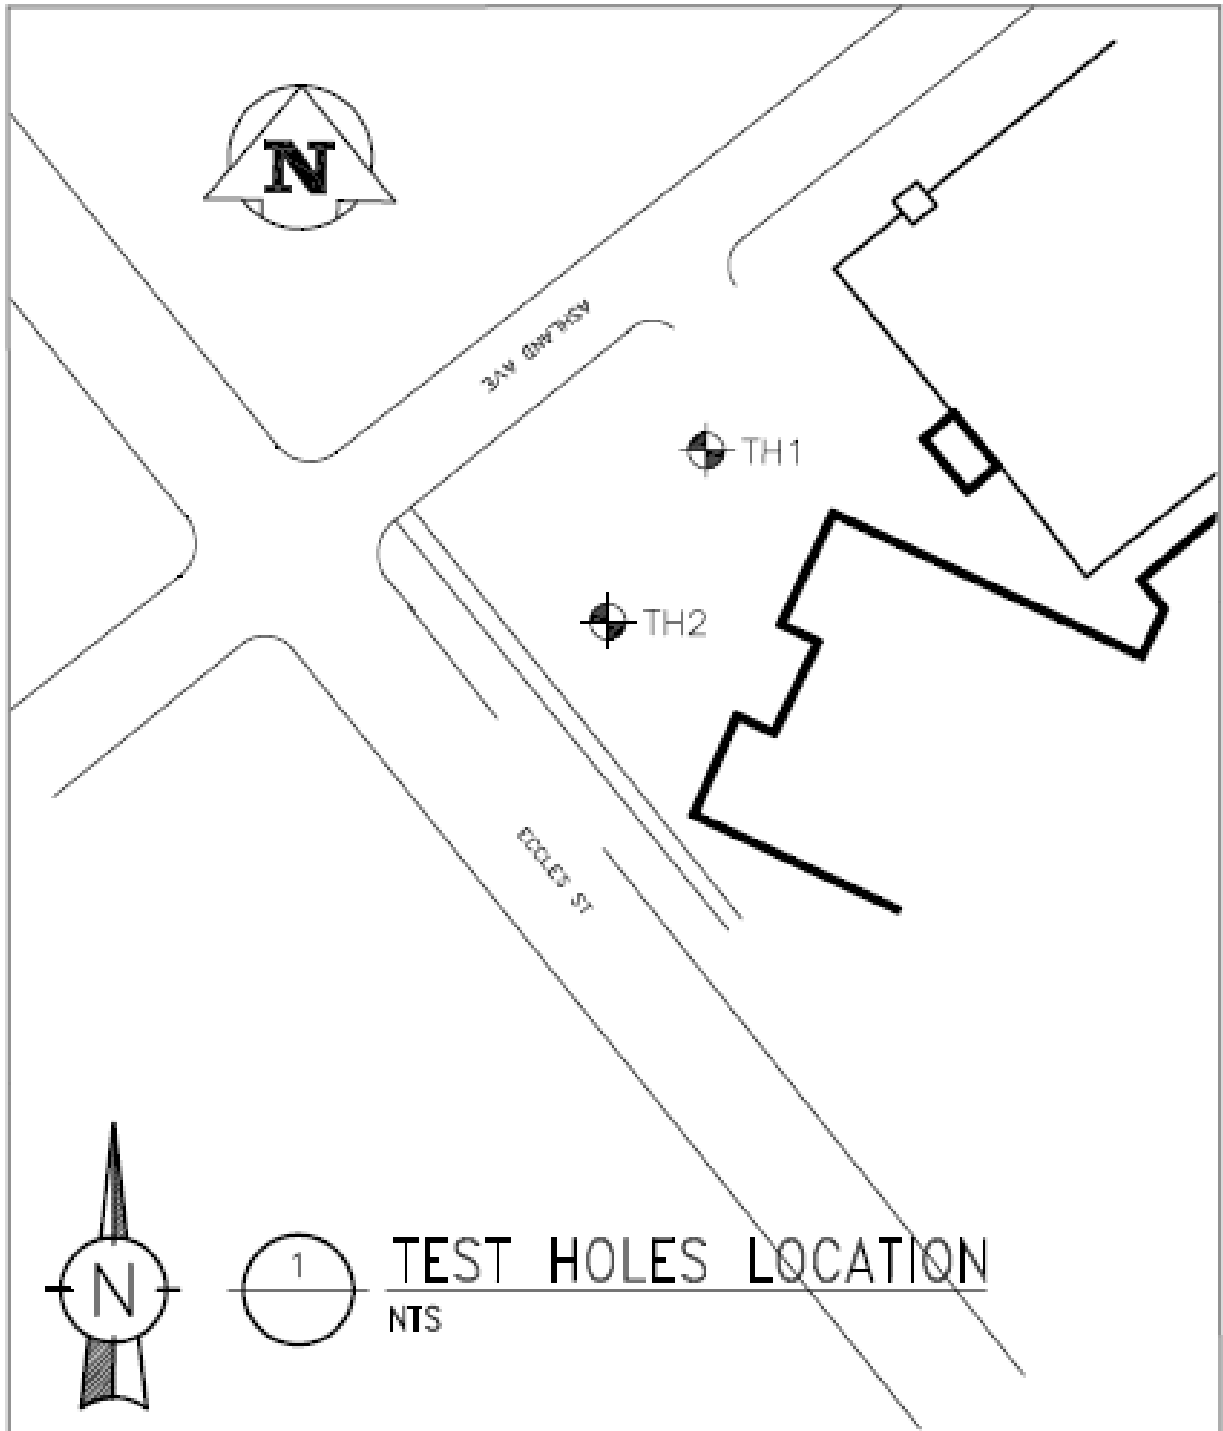 N
ASHLAND AVE
TH1
TH2
ECCLES ST
N
1
TEST HOLES LOCATION
NTS